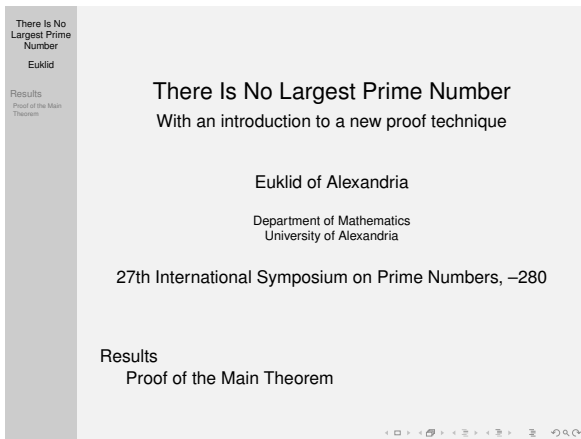 There Is No
Largest Prime
Number
Euklid
Results
Proof of the Main
Theorem
There Is No Largest Prime Number
With an introduction to a new proof technique
Euklid of Alexandria
Department of Mathematics
University of Alexandria
27th International Symposium on Prime Numbers, –280
Results
Proof of the Main Theorem